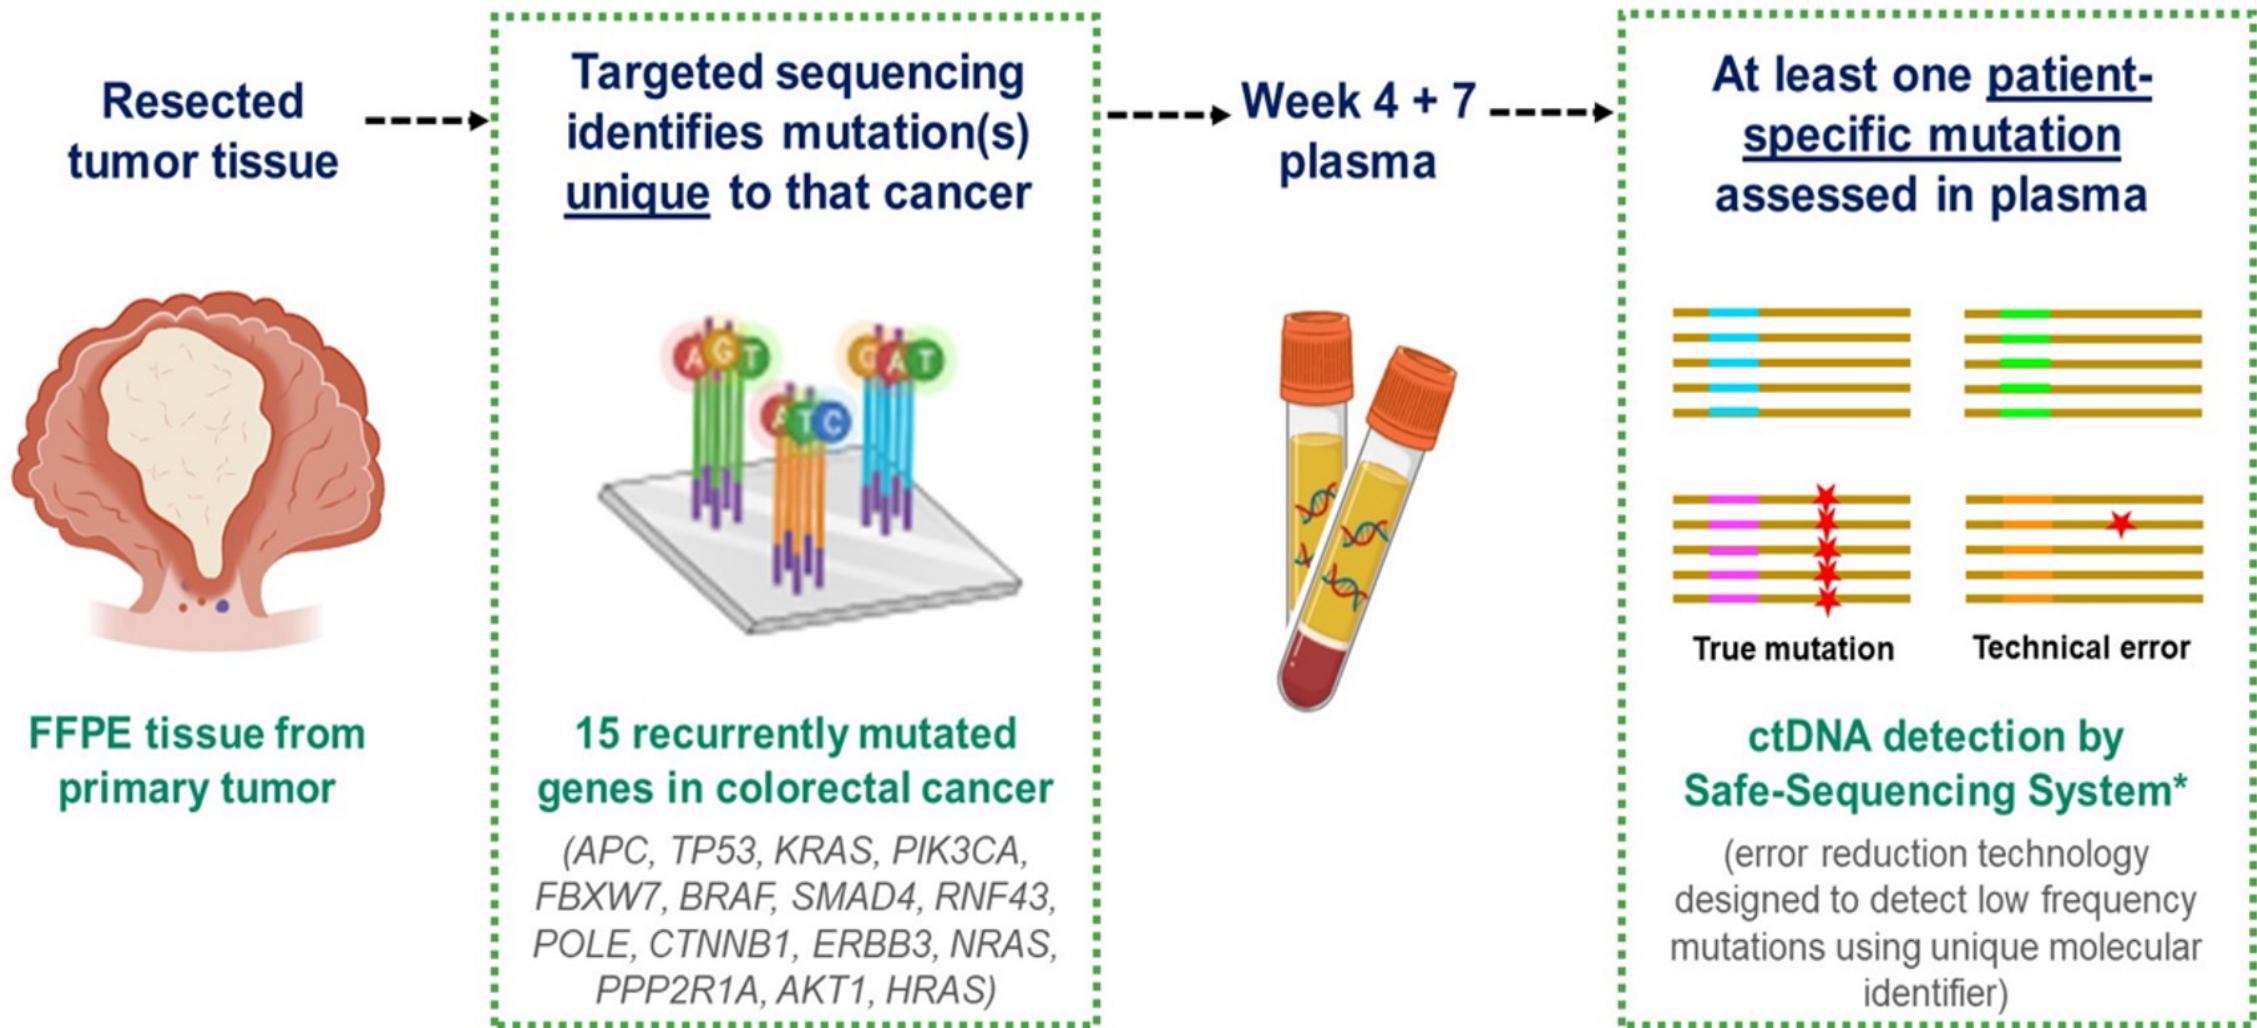 Resected
tumor tissue
FFPE tissue from
primary tumor
Targeted sequencing
identifies mutation(s)
unique to that cancer
A G T
G A T
A T C
15 recurrently mutated
genes in colorectal cancer
(APC, TP53, KRAS, PIK3CA,
FBXW7, BRAF, SMAD4, RNF43,
POLE, CTNNB1, ERBB3, NRAS,
PPP2R1A, AKT1, HRAS)
Week 4 + 7
plasma
At least one patient-
specific mutation
assessed in plasma
True mutation
Technical error
ctDNA detection by
Safe-Sequencing System*
(error reduction technology
designed to detect low frequency
mutations using unique molecular
identifier)